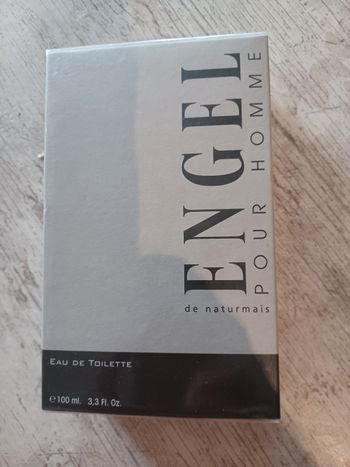 ENGEL
POUR HOMME
de naturmais
EAU DE TOILETTE
℮100 ml. 3,3 Fl. Oz.